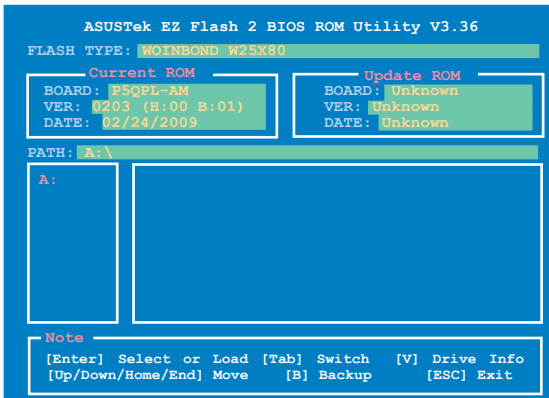 ASUSTek EZ Flash 2 BIOS ROM Utility V3.36
FLASH TYPE: WOINBOND W25X80
Current ROM
BOARD: P5QPL-AM
VER: 0203 (H:00 B:01)
DATE: 02/24/2009
Update ROM
BOARD: Unknown
VER: Unknown
DATE: Unknown
PATH: A:\
A:
Note
[Enter] Select or Load [Tab] Switch [V] Drive Info
[Up/Down/Home/End] Move [B] Backup [ESC] Exit